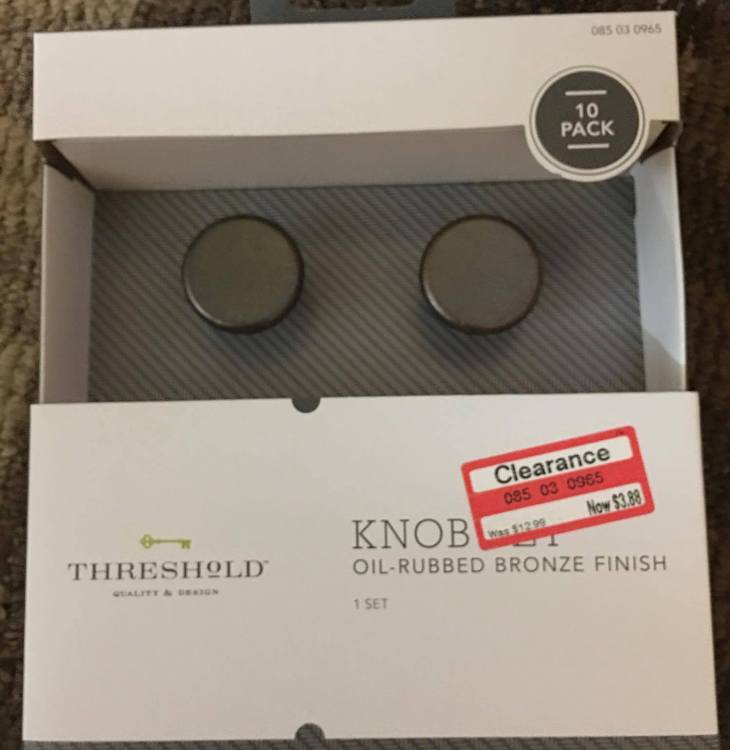 085 03 0965
10
PACK
Clearance
085 03 0965
Now $3.88
Was $12.99
KNOB
THRESHOLD
QUALITY & DESIGN
OIL-RUBBED BRONZE FINISH
1 SET